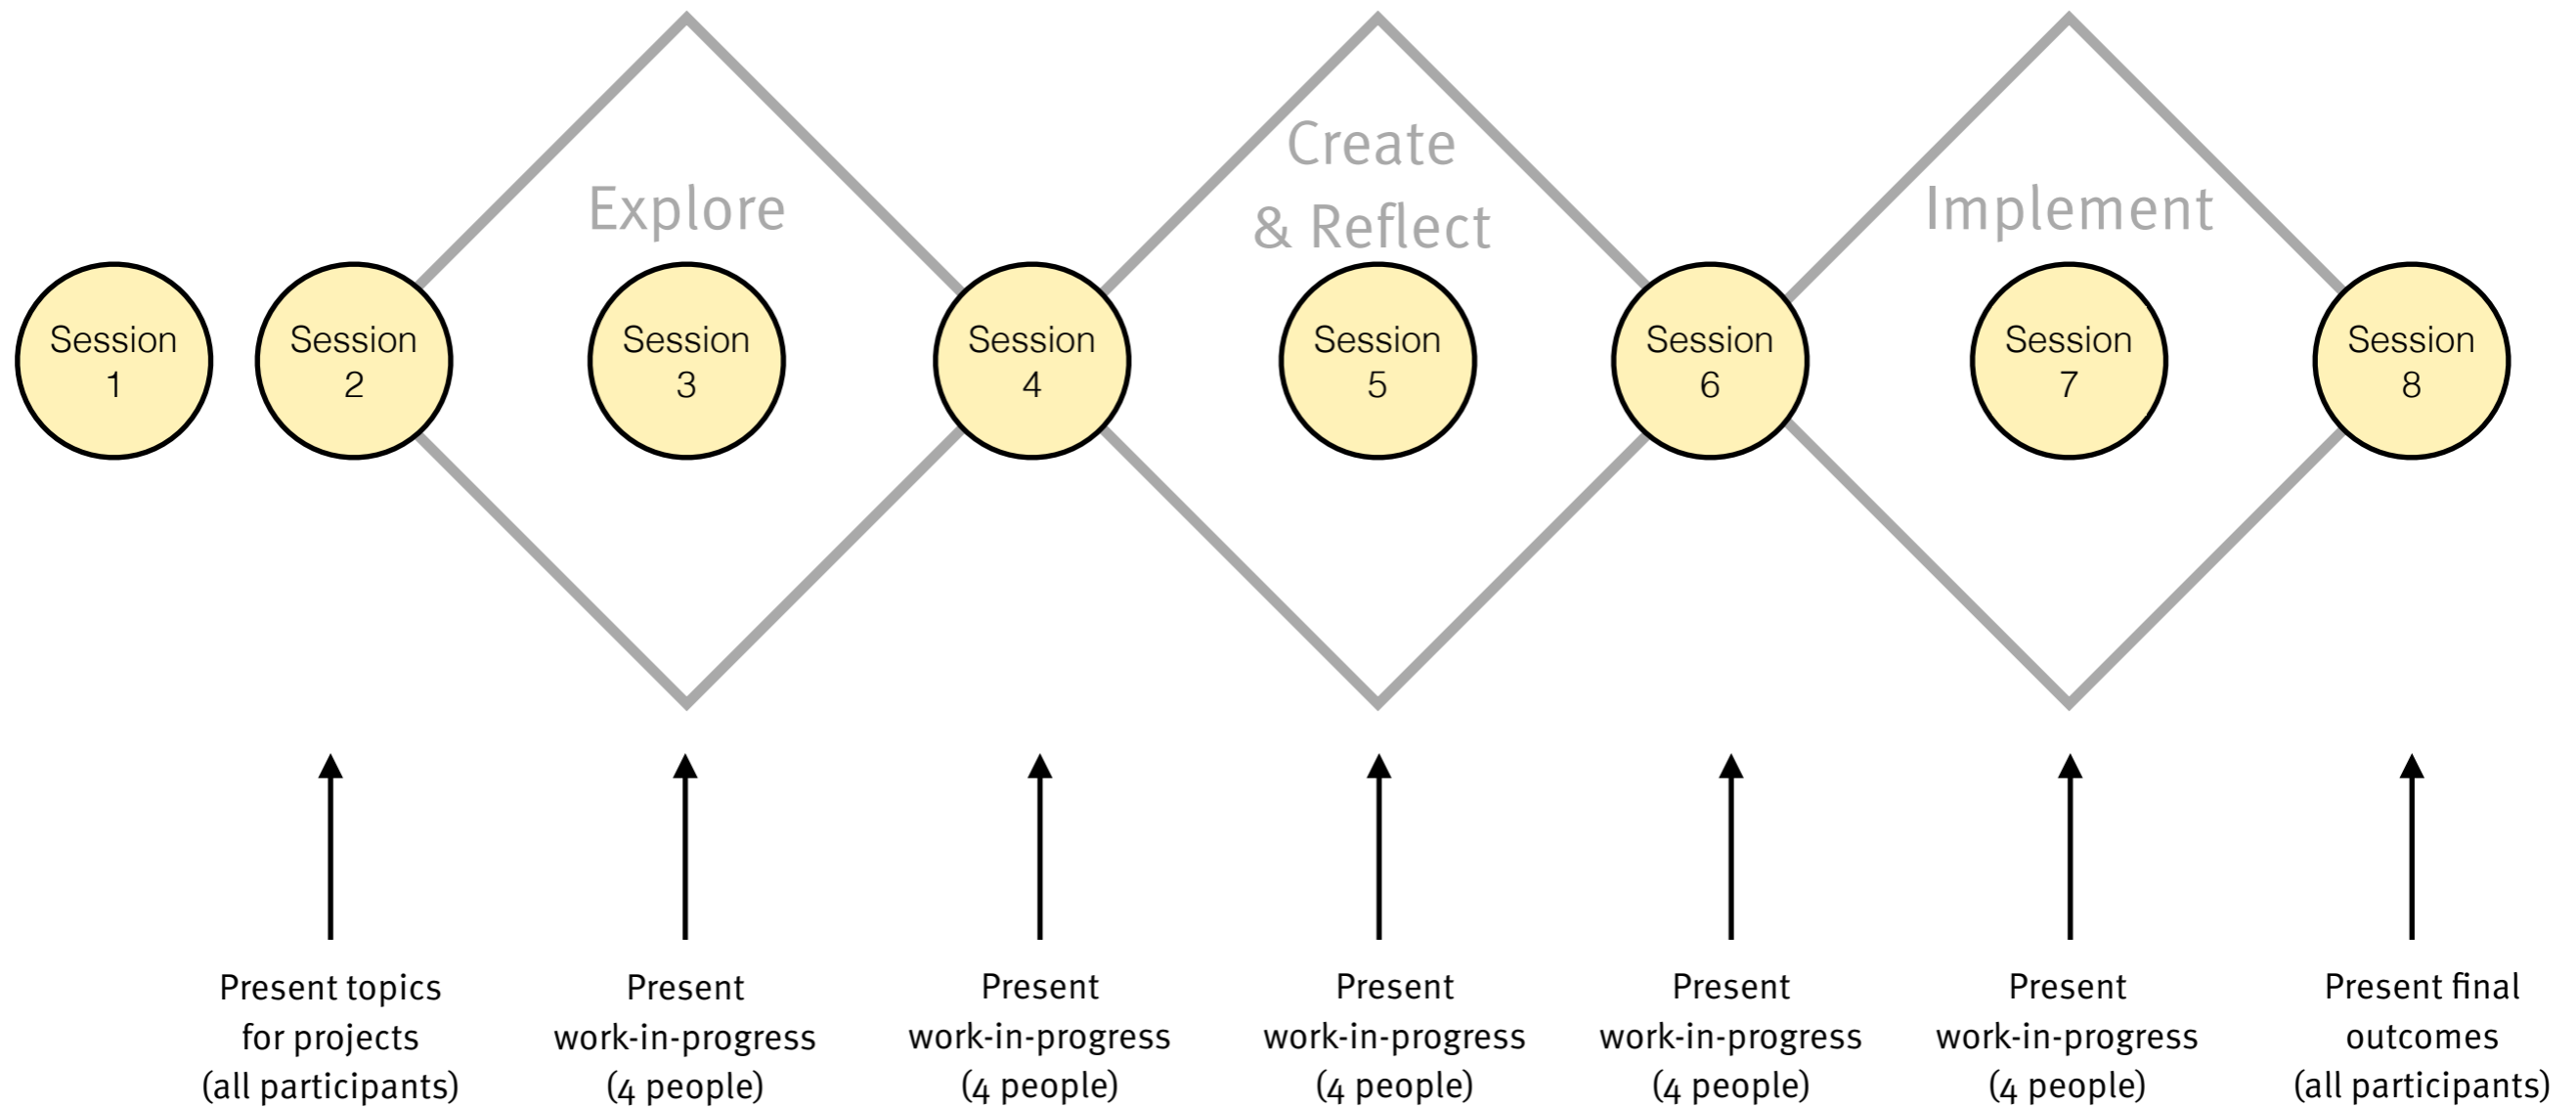 Explore
Create
& Reflect
Implement
Session
1
Session
2
Session
3
Session
4
Session
5
Session
6
Session
7
Session
8
Present topics
for projects
(all participants)
Present
work-in-progress
(4 people)
Present
work-in-progress
(4 people)
Present
work-in-progress
(4 people)
Present
work-in-progress
(4 people)
Present
work-in-progress
(4 people)
Present final
outcomes
(all participants)